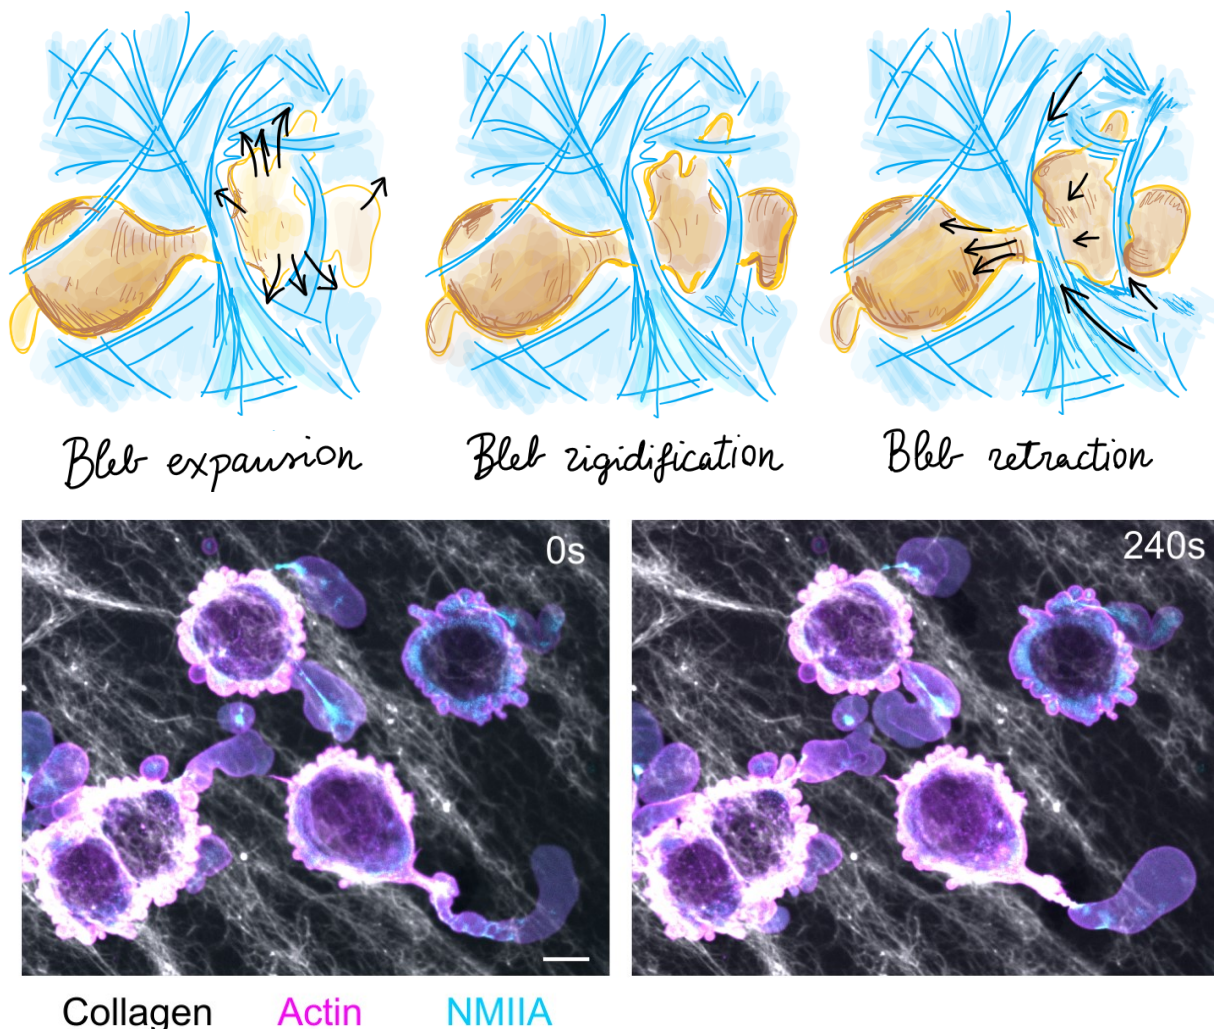 Bleb expansion
Bleb rigidification
Bleb retraction
0s
240s
Collagen Actin NMIIA